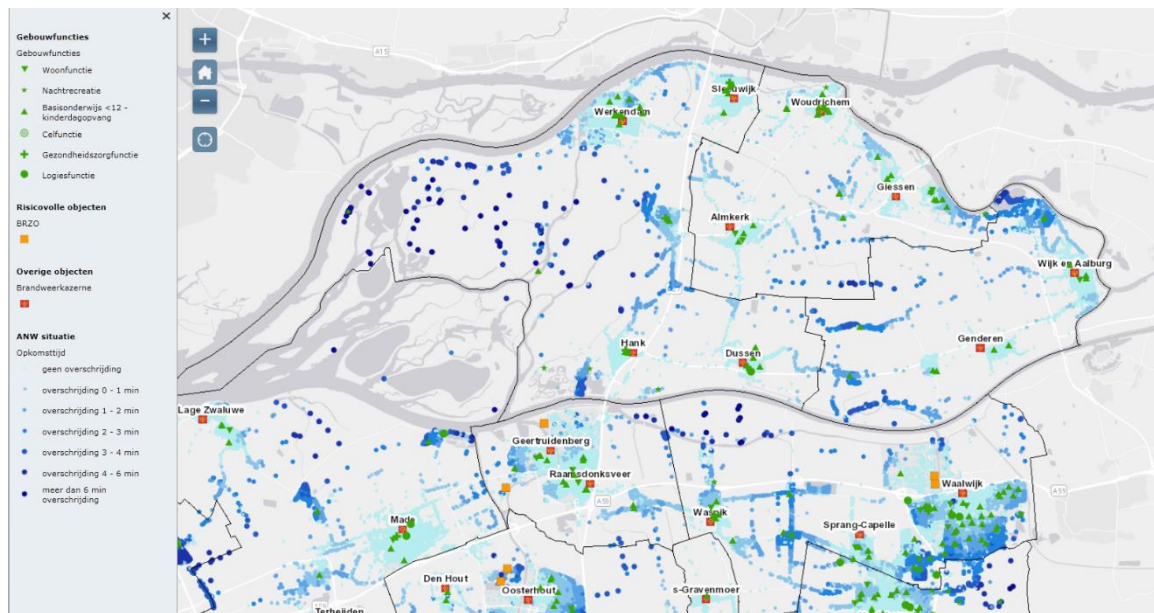 ×
Gebouwfuncties
Gebouwfuncties
Woonfunctie
Nachtrecreatie
Basisonderwijs <12 -
kinderdagopvang
Celfunctie
Gezondheidszorgfunctie
Logiesfunctie
Risicovolle objecten
BRZO
Overige objecten
Brandweerkazerne
ANW situatie
Opkomsttijd
geen overschrijding
overschrijding 0 - 1 min
overschrijding 1 - 2 min
overschrijding 2 - 3 min
overschrijding 3 - 4 min
overschrijding 4 - 6 min
meer dan 6 min
overschrijding
A15
Sleeuwijk
Woudrichem
Werkendam
Giessen
Almkerk
Wijk en Aalburg
Hank
Dussen
Genderen
Lage Zwaluwe
Geertruidenberg
Raamsdonksveer
Waalwijk
A59
A59
Made
Waspik
Sprang-Capelle
Den Hout
Oosterhout
s-Gravenmoer
Terheijden